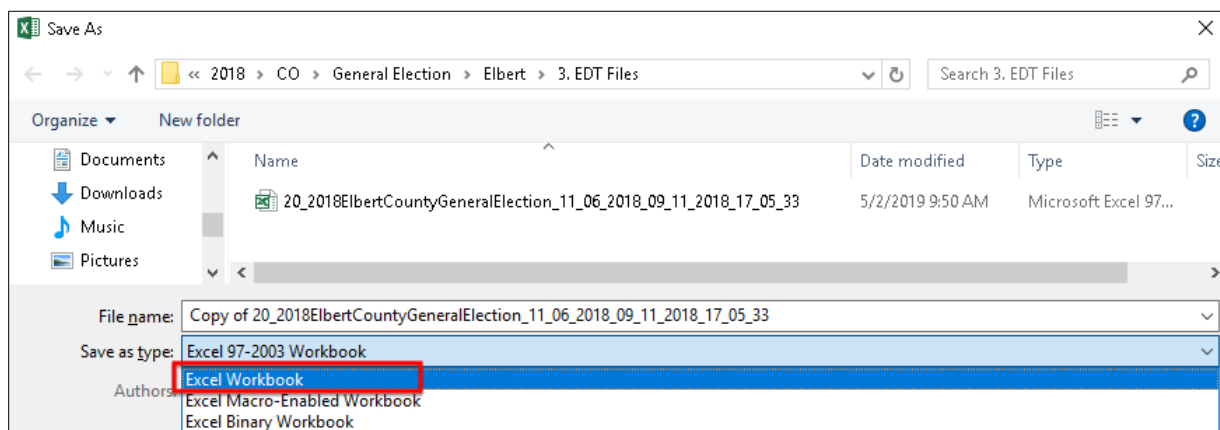 Save As
« 2018 > CO > General Election > Elbert > 3. EDT Files
Search 3. EDT Files
Organize
New folder
Documents
Downloads
Music
Pictures
Name
Date modified
Type
Size
20_2018ElbertCountyGeneralElection_11_06_2018_09_11_2018_17_05_33
5/2/2019 9:50 AM
Microsoft Excel 97...
File name: Copy of 20_2018ElbertCountyGeneralElection_11_06_2018_09_11_2018_17_05_33
Save as type: Excel 97-2003 Workbook
Authors
Excel Workbook
Excel Macro-Enabled Workbook
Excel Binary Workbook